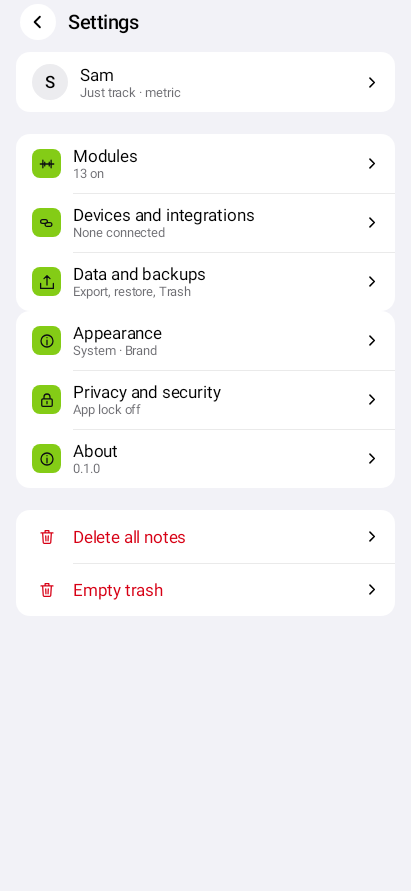 Settings
S
Sam
Just track · metric
Modules
13 on
Devices and integrations
None connected
Data and backups
Export, restore, Trash
Appearance
System · Brand
Privacy and security
App lock off
About
0.1.0
Delete all notes
Empty trash